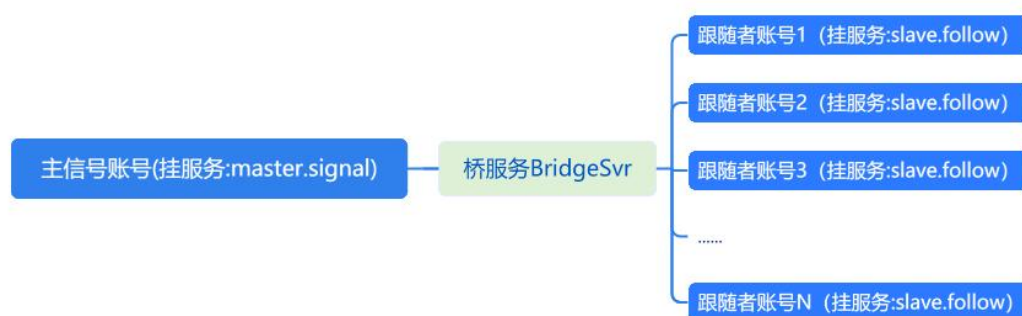 主信号账号(挂服务:master.signal)
桥服务BridgeSvr
跟随者账号1（挂服务:slave.follow）
跟随者账号2（挂服务:slave.follow）
跟随者账号3（挂服务:slave.follow）
......
跟随者账号N（挂服务:slave.follow）